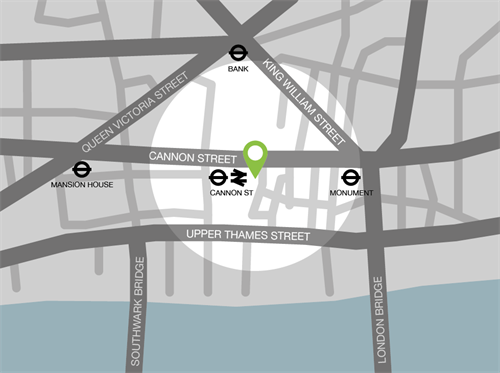 BANK
QUEEN VICTORIA STREET
KING WILLIAM STREET
CANNON STREET
MANSION HOUSE
CANNON ST
MONUMENT
UPPER THAMES STREET
SOUTHWARK BRIDGE
LONDON BRIDGE